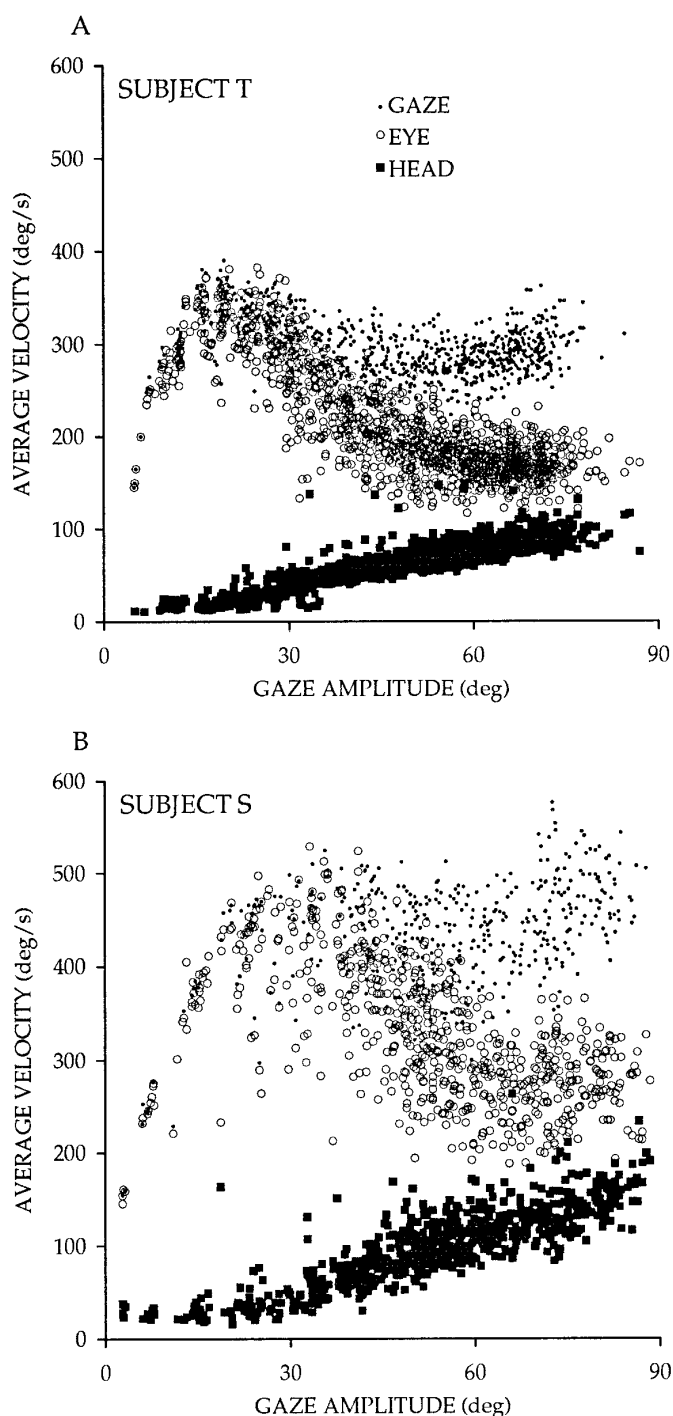 A
SUBJECT T
GAZE
EYE
HEAD
600
500
400
300
200
100
0
AVERAGE VELOCITY (deg/s)
0 30 60 90
GAZE AMPLITUDE (deg)
B
SUBJECT S
600
500
400
300
200
100
0
AVERAGE VELOCITY (deg/s)
0 30 60 90
GAZE AMPLITUDE (deg)